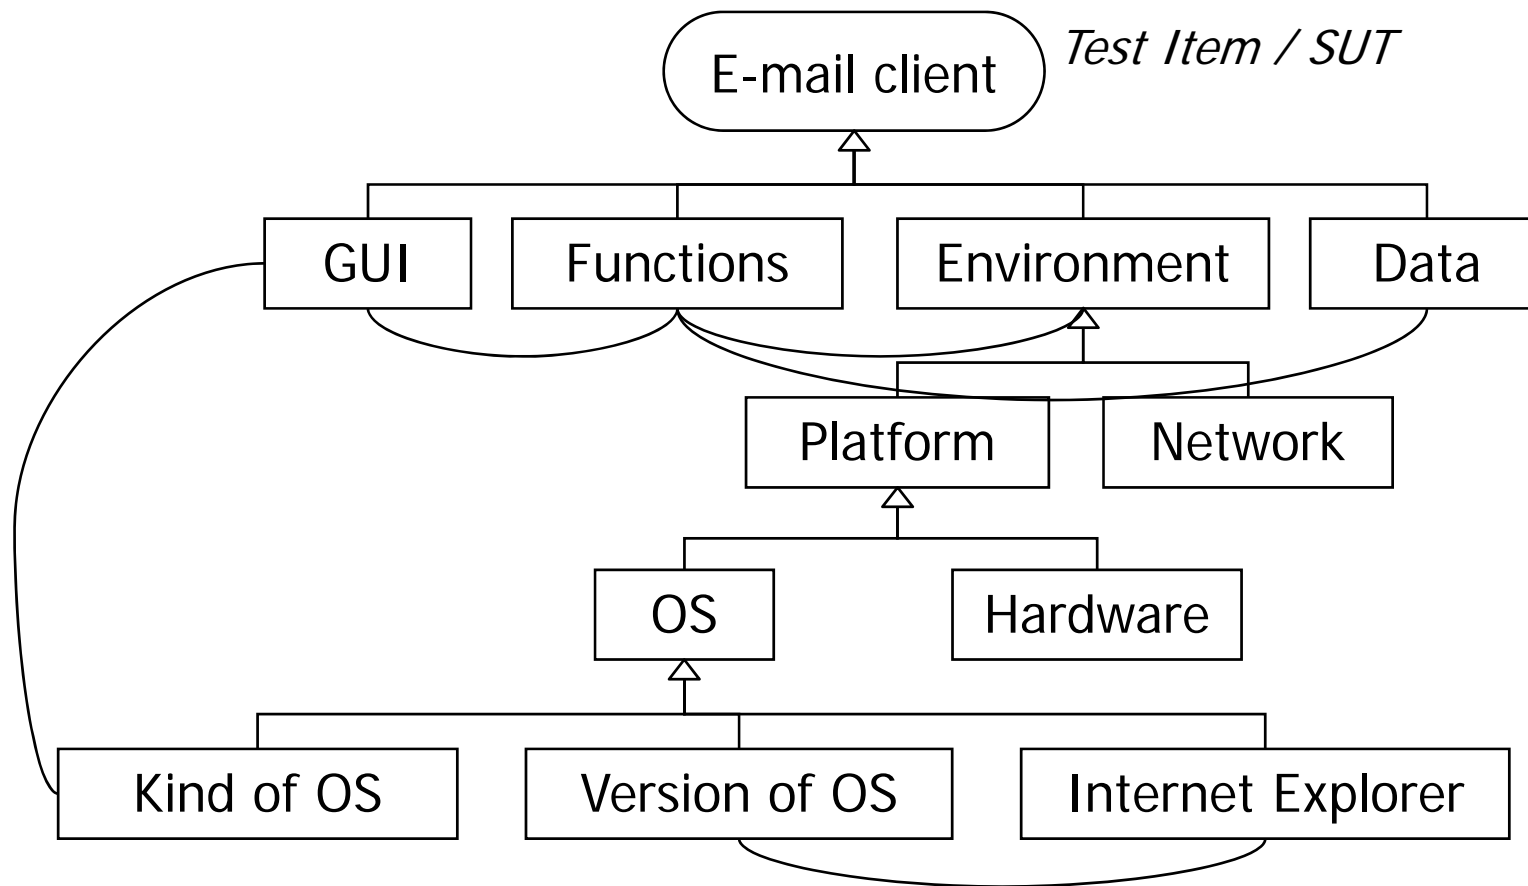 E-mail client
Test Item / SUT
GUI
Functions
Environment
Data
Platform
Network
OS
Hardware
Kind of OS
Version of OS
Internet Explorer